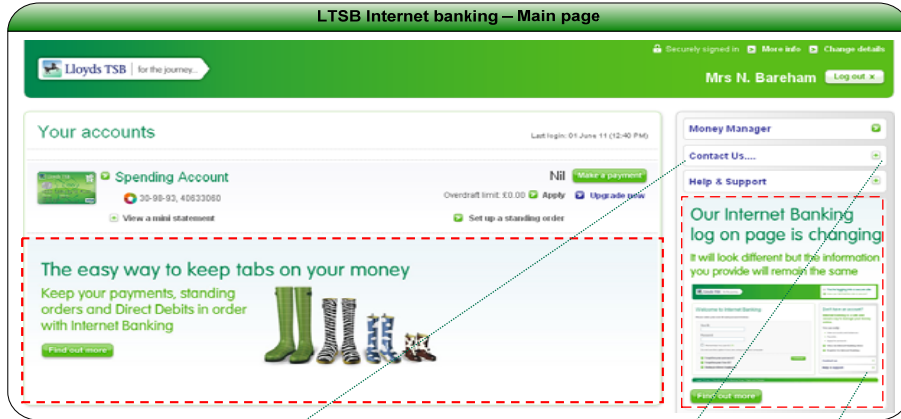 LTSB Internet banking – Main page
Securely signed in More info Change details
Lloyds TSB | for the journey...
Mrs N. Bareham Log out x
Your accounts
Last login: 01 June 11 (12:40 PM)
Spending Account
Nil Make a payment
30-98-93, 40633060
Overdraft limit: £0.00 Apply Upgrade now
View a mini statement
Set up a standing order
The easy way to keep tabs on your money
Keep your payments, standing
orders and Direct Debits in order
with Internet Banking
Find out more
Money Manager
Contact Us....
Help & Support
Our Internet Banking
log on page is changing
It will look different but the information
you provide will remain the same
Welcome to Internet Banking
Find out more